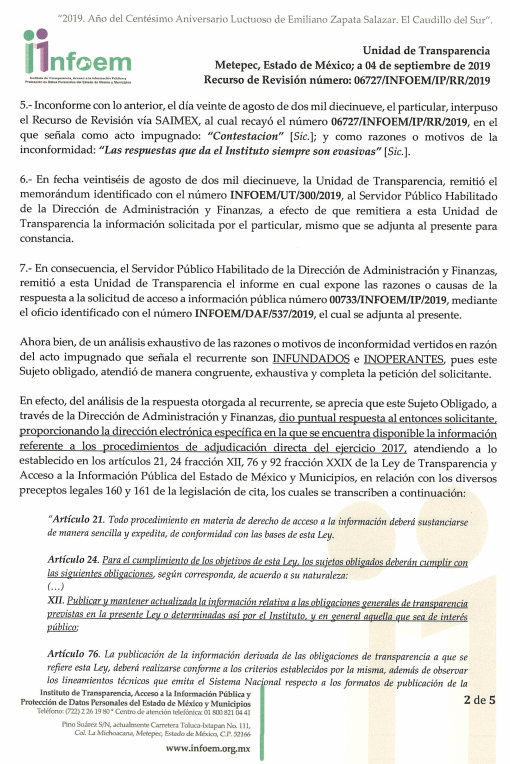 "2019. Año del Centésimo Aniversario Luctuoso de Emiliano Zapata Salazar. El Caudillo del Sur".
infoem
Instituto de Transparencia, Acceso a la Información Pública y
Protección de Datos Personales del Estado de México y Municipios
Unidad de Transparencia
Metepec, Estado de México; a 04 de septiembre de 2019
Recurso de Revisión número: 06727/INFOEM/IP/RR/2019
5.- Inconforme con lo anterior, el día veinte de agosto de dos mil diecinueve, el particular, interpuso
el Recurso de Revisión vía SAIMEX, al cual recayó el número 06727/INFOEM/IP/RR/2019, en el
que señala como acto impugnado: "Contestacion" [Sic.]; y como razones o motivos de la
inconformidad: "Las respuestas que da el Instituto siempre son evasivas" [Sic.].
6.- En fecha veintiséis de agosto de dos mil diecinueve, la Unidad de Transparencia, remitió el
memorándum identificado con el número INFOEM/UT/300/2019, al Servidor Público Habilitado
de la Dirección de Administración y Finanzas, a efecto de que remitiera a esta Unidad de
Transparencia la información solicitada por el particular, mismo que se adjunta al presente para
constancia.
7.- En consecuencia, el Servidor Público Habilitado de la Dirección de Administración y Finanzas,
remitió a esta Unidad de Transparencia el informe en cual expone las razones o causas de la
respuesta a la solicitud de acceso a información pública número 00733/INFOEM/IP/2019, mediante
el oficio identificado con el número INFOEM/DAF/537/2019, el cual se adjunta al presente.
Ahora bien, de un análisis exhaustivo de las razones o motivos de inconformidad vertidos en razón
del acto impugnado que señala el recurrente son INFUNDADOS e INOPERANTES, pues este
Sujeto obligado, atendió de manera congruente, exhaustiva y completa la petición del solicitante.
En efecto, del análisis de la respuesta otorgada al recurrente, se aprecia que este Sujeto Obligado, a
través de la Dirección de Administración y Finanzas, dio puntual respuesta al entonces solicitante,
proporcionando la dirección electrónica específica en la que se encuentra disponible la información
referente a los procedimientos de adjudicación directa del ejercicio 2017, atendiendo a lo
establecido en los artículos 21, 24 fracción XII, 76 y 92 fracción XXIX de la Ley de Transparencia y
Acceso a la Información Pública del Estado de México y Municipios, en relación con los diversos
preceptos legales 160 y 161 de la legislación de cita, los cuales se transcriben a continuación:
"Artículo 21. Todo procedimiento en materia de derecho de acceso a la información deberá sustanciarse
de manera sencilla y expedita, de conformidad con las bases de esta Ley.
Artículo 24. Para el cumplimiento de los objetivos de esta Ley, los sujetos obligados deberán cumplir con
las siguientes obligaciones, según corresponda, de acuerdo a su naturaleza:
(...)
XII. Publicar y mantener actualizada la información relativa a las obligaciones generales de transparencia
previstas en la presente Ley o determinadas así por el Instituto, y en general aquella que sea de interés
público;
Artículo 76. La publicación de la información derivada de las obligaciones de transparencia a que se
refiere esta Ley, deberá realizarse conforme a los criterios establecidos por la misma, además de observar
los lineamientos técnicos que emita el Sistema Nacional respecto a los formatos de publicación de la
Instituto de Transparencia, Acceso a la Información Pública y
Protección de Datos Personales del Estado de México y Municipios
Teléfono: (722) 2 26 19 80 * Centro de atención telefónica: 01 800 821 04 41
2 de 5
Pino Suárez S/N, actualmente Carretera Toluca-Ixtapan No. 111,
Col. La Michoacana, Metepec, Estado de México, C.P. 52166
www.infoem.org.mx